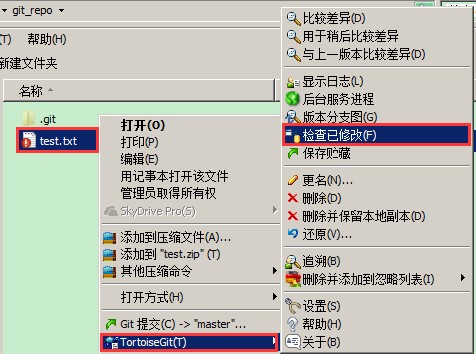 git_repo
(T) 帮助(H)
新建文件夹
名称
.git
test.txt
打开(O)
打印(P)
编辑(E)
用记事本打开该文件
管理员取得所有权
SkyDrive Pro(S)
添加到压缩文件(A)...
添加到 "test.zip" (T)
其他压缩命令
打开方式(H)
Git 提交(C) -> "master"...
TortoiseGit(T)
比较差异(D)
用于稍后比较差异
与上一版本比较差异(D)
显示日志(L)
后台服务进程
版本分支图(G)
检查已修改(F)
保存贮藏
更名(N)...
删除(D)
删除并保留本地副本(D)
还原(V)...
追溯(B)
删除并添加到忽略列表(I)
设置(S)
帮助(H)
关于(B)